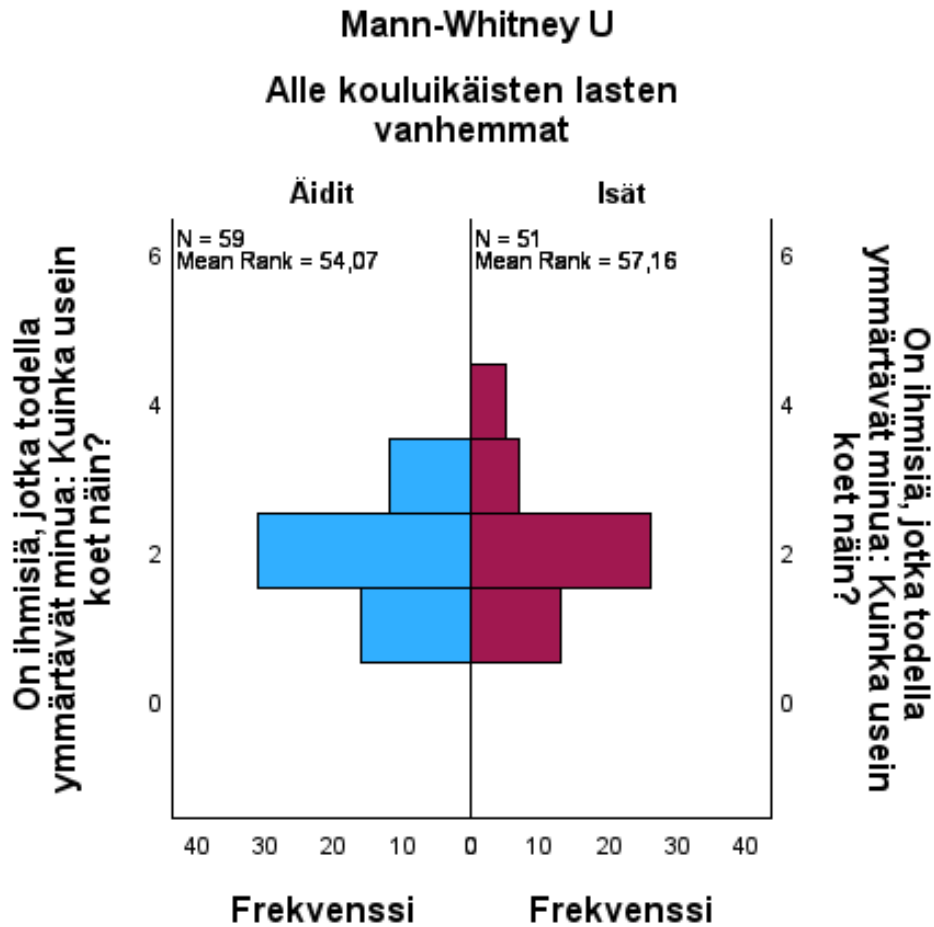 Mann-Whitney U
Alle kouluikäisten lasten
vanhemmat
Äidit
Isät
N = 59
Mean Rank = 54,07
N = 51
Mean Rank = 57,16
On ihmisiä, jotka todella
ymmärtävät minua: Kuinka usein
koet näin?
6
4
2
0
6
4
2
0
On ihmisiä, jotka todella
ymmärtävät minua: Kuinka usein
koet näin?
40 30 20 10 0 10 20 30 40
Frekvenssi
Frekvenssi